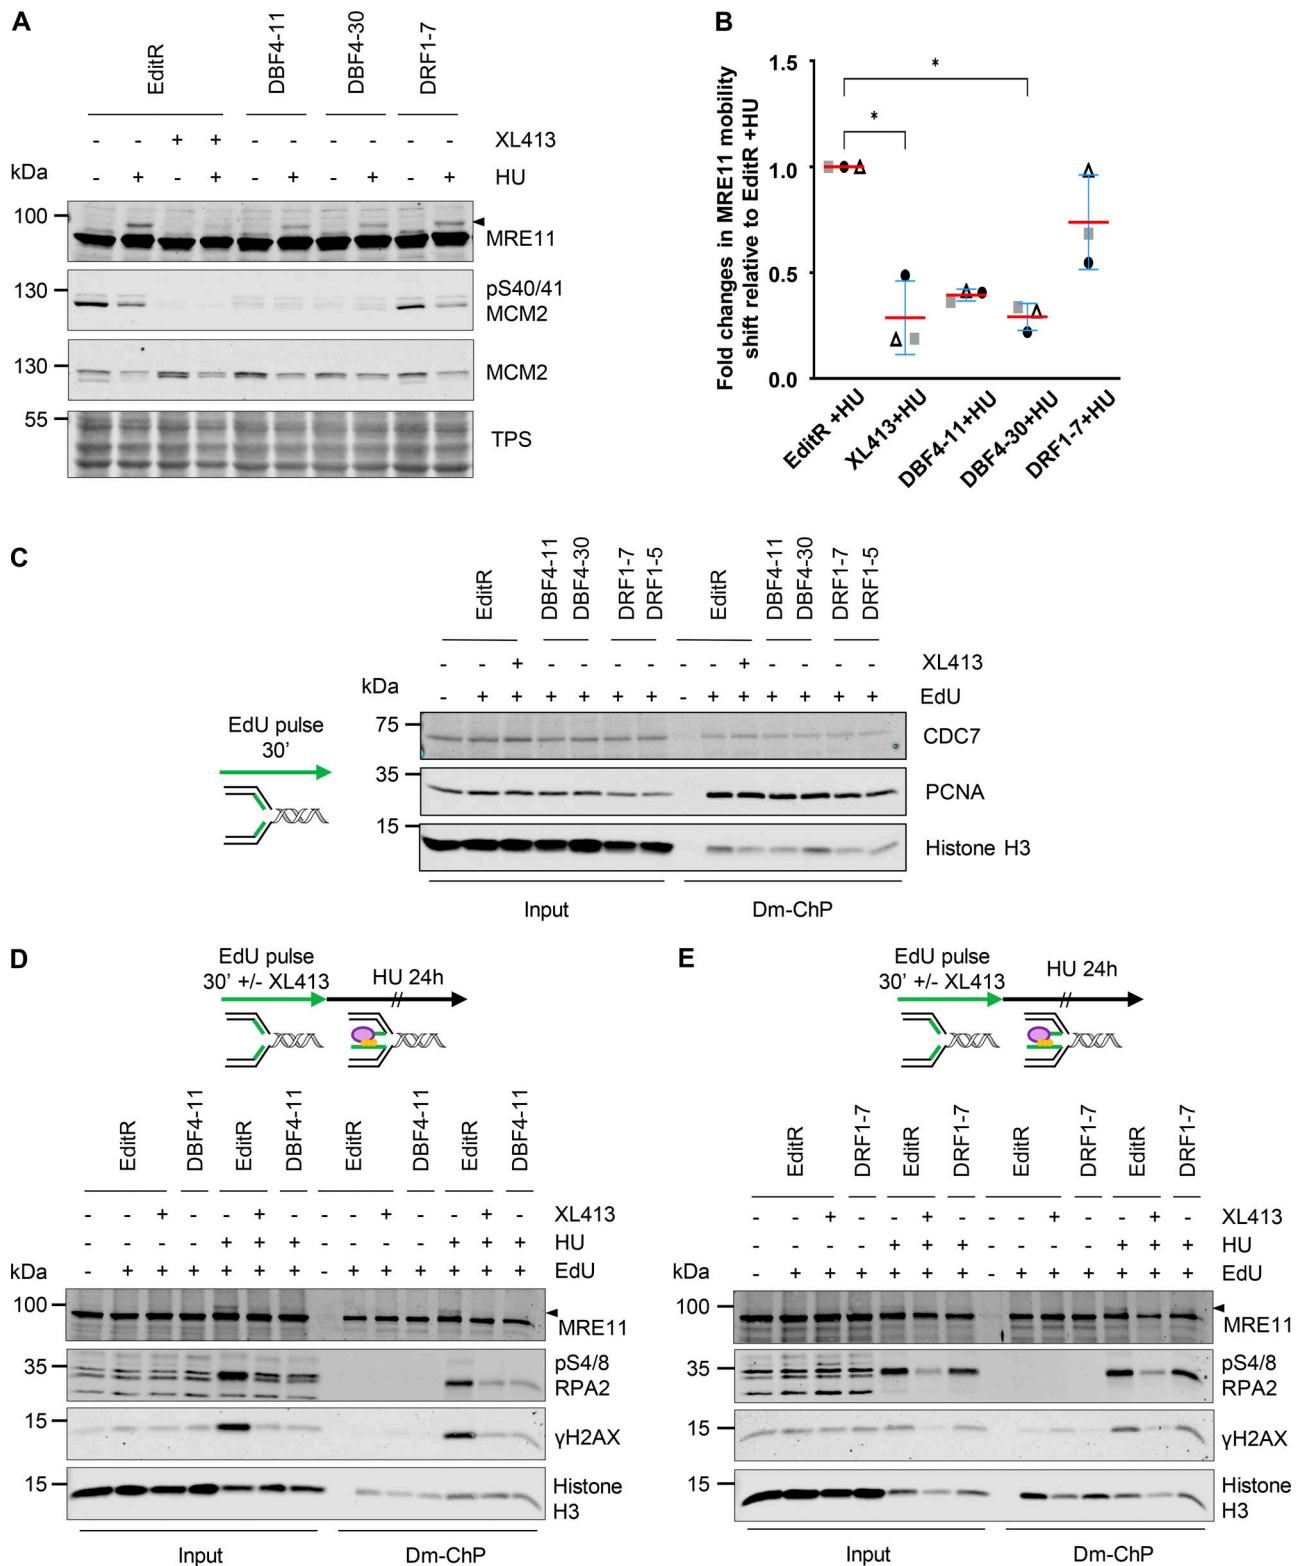 A
EditR
DBF4-11
DBF4-30
DRF1-7
- - + + - - - - - - XL413
kDa
- + - + - + - + - + HU
100
MRE11
130
pS40/41
MCM2
130
MCM2
55
TPS
B
Fold changes in MRE11 mobility
shift relative to EditR +HU
1.5
1.0
0.5
0.0
*
*
EditR +HU
XL413+HU
DBF4-11+HU
DBF4-30+HU
DRF1-7+HU
C
EditR
DBF4-11
DBF4-30
DRF1-7
DRF1-5
EditR
DBF4-11
DBF4-30
DRF1-7
DRF1-5
- - + - - - - - - + - - - - XL413
kDa
- + + + + + + - + + + + + + EdU
EdU pulse
30'
75
CDC7
35
PCNA
15
Histone H3
Input
Dm-ChP
D
EdU pulse
30' +/- XL413
HU 24h
EditR
DBF4-11
EditR
DBF4-11
EditR
DBF4-11
EditR
DBF4-11
- - + - - + - - - + - - + - XL413
- - - - + + + - - - - + + + HU
kDa
- + + + + + + - + + + + + + EdU
100
MRE11
35
pS4/8
RPA2
15
γH2AX
15
Histone
H3
Input
Dm-ChP
E
EdU pulse
30' +/- XL413
HU 24h
EditR
DRF1-7
EditR
DRF1-7
EditR
DRF1-7
EditR
DRF1-7
- - + - - + - - - + - - + - XL413
- - - - + + + - - - - + + + HU
kDa
- + + + + + + - + + + + + + EdU
100
MRE11
35
pS4/8
RPA2
15
γH2AX
15
Histone
H3
Input
Dm-ChP